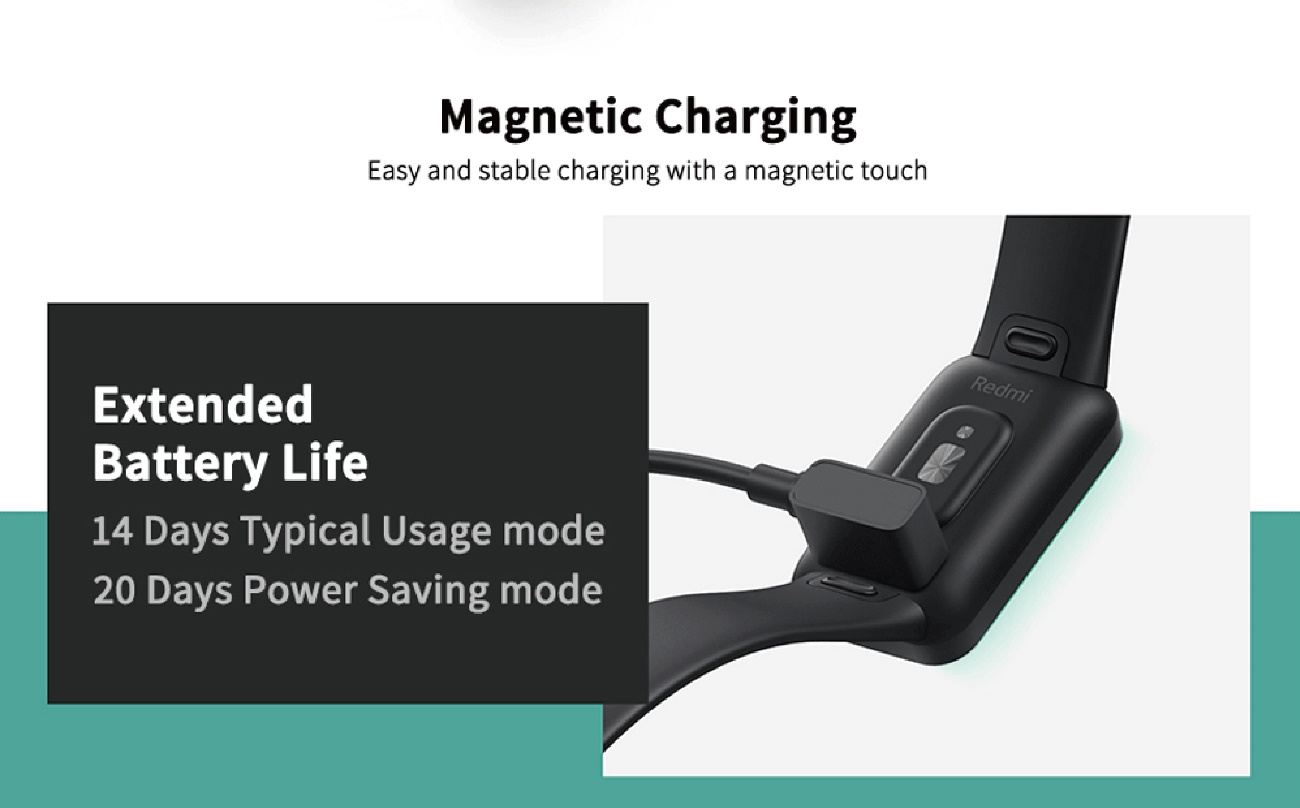 Magnetic Charging
Easy and stable charging with a magnetic touch
Extended
Battery Life
14 Days Typical Usage mode
20 Days Power Saving mode
Redmi